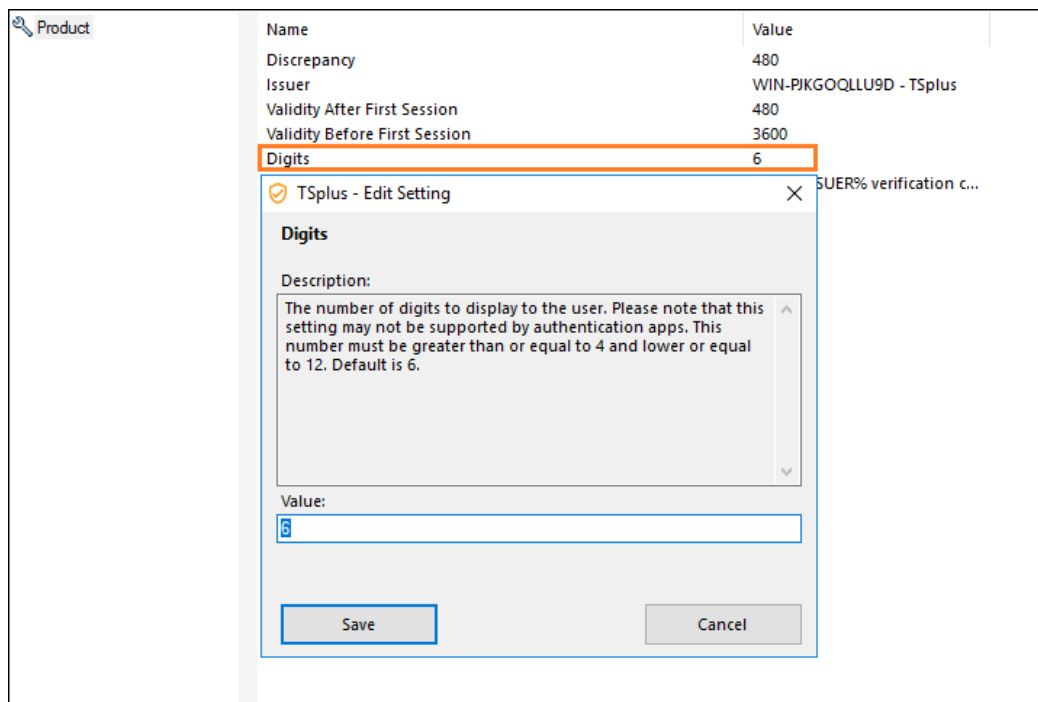 Product
Name Value
Discrepancy 480
Issuer WIN-PJKGOQLLU9D - TSplus
Validity After First Session 480
Validity Before First Session 3600
Digits 6
TSplus - Edit Setting
verification c...
Digits
Description:
The number of digits to display to the user. Please note that this
setting may not be supported by authentication apps. This
number must be greater than or equal to 4 and lower or equal
to 12. Default is 6.
Value:
6
Save Cancel